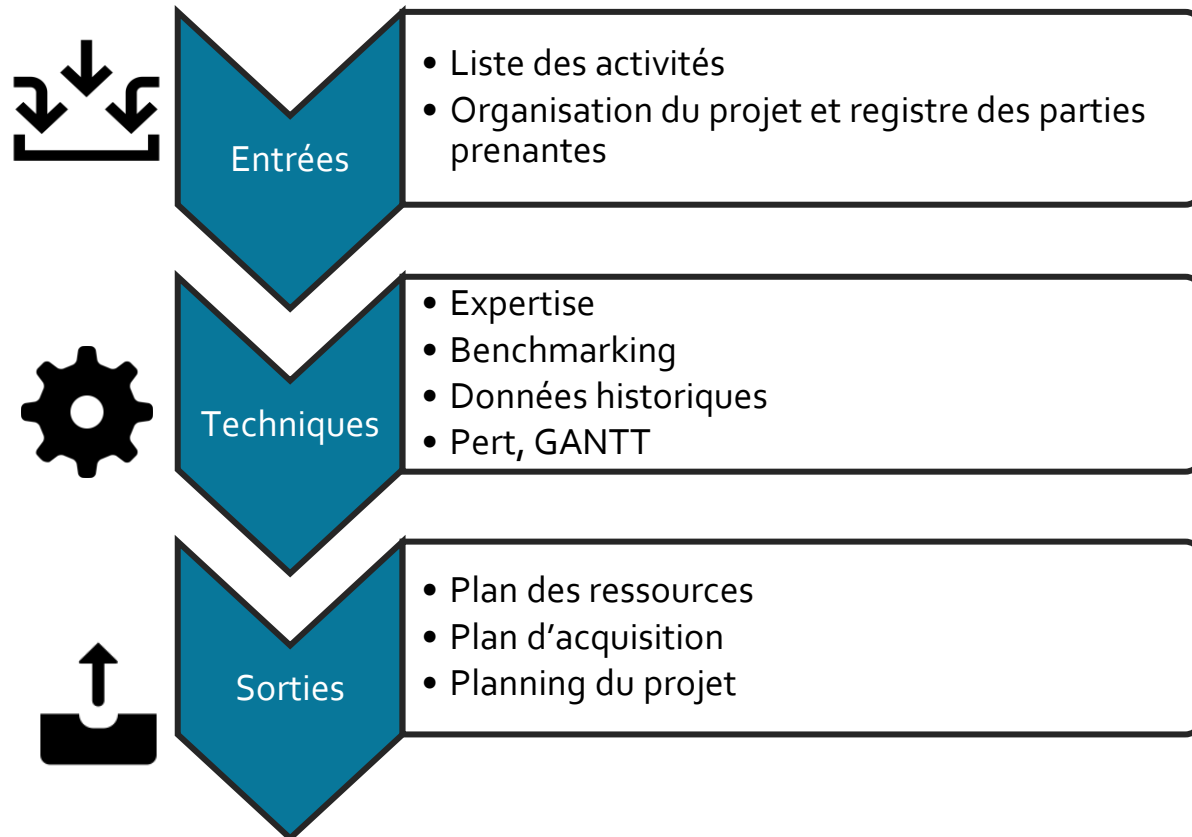 Entrées
• Liste des activités
• Organisation du projet et registre des parties
prenantes
Techniques
• Expertise
• Benchmarking
• Données historiques
• Pert, GANTT
Sorties
• Plan des ressources
• Plan d’acquisition
• Planning du projet